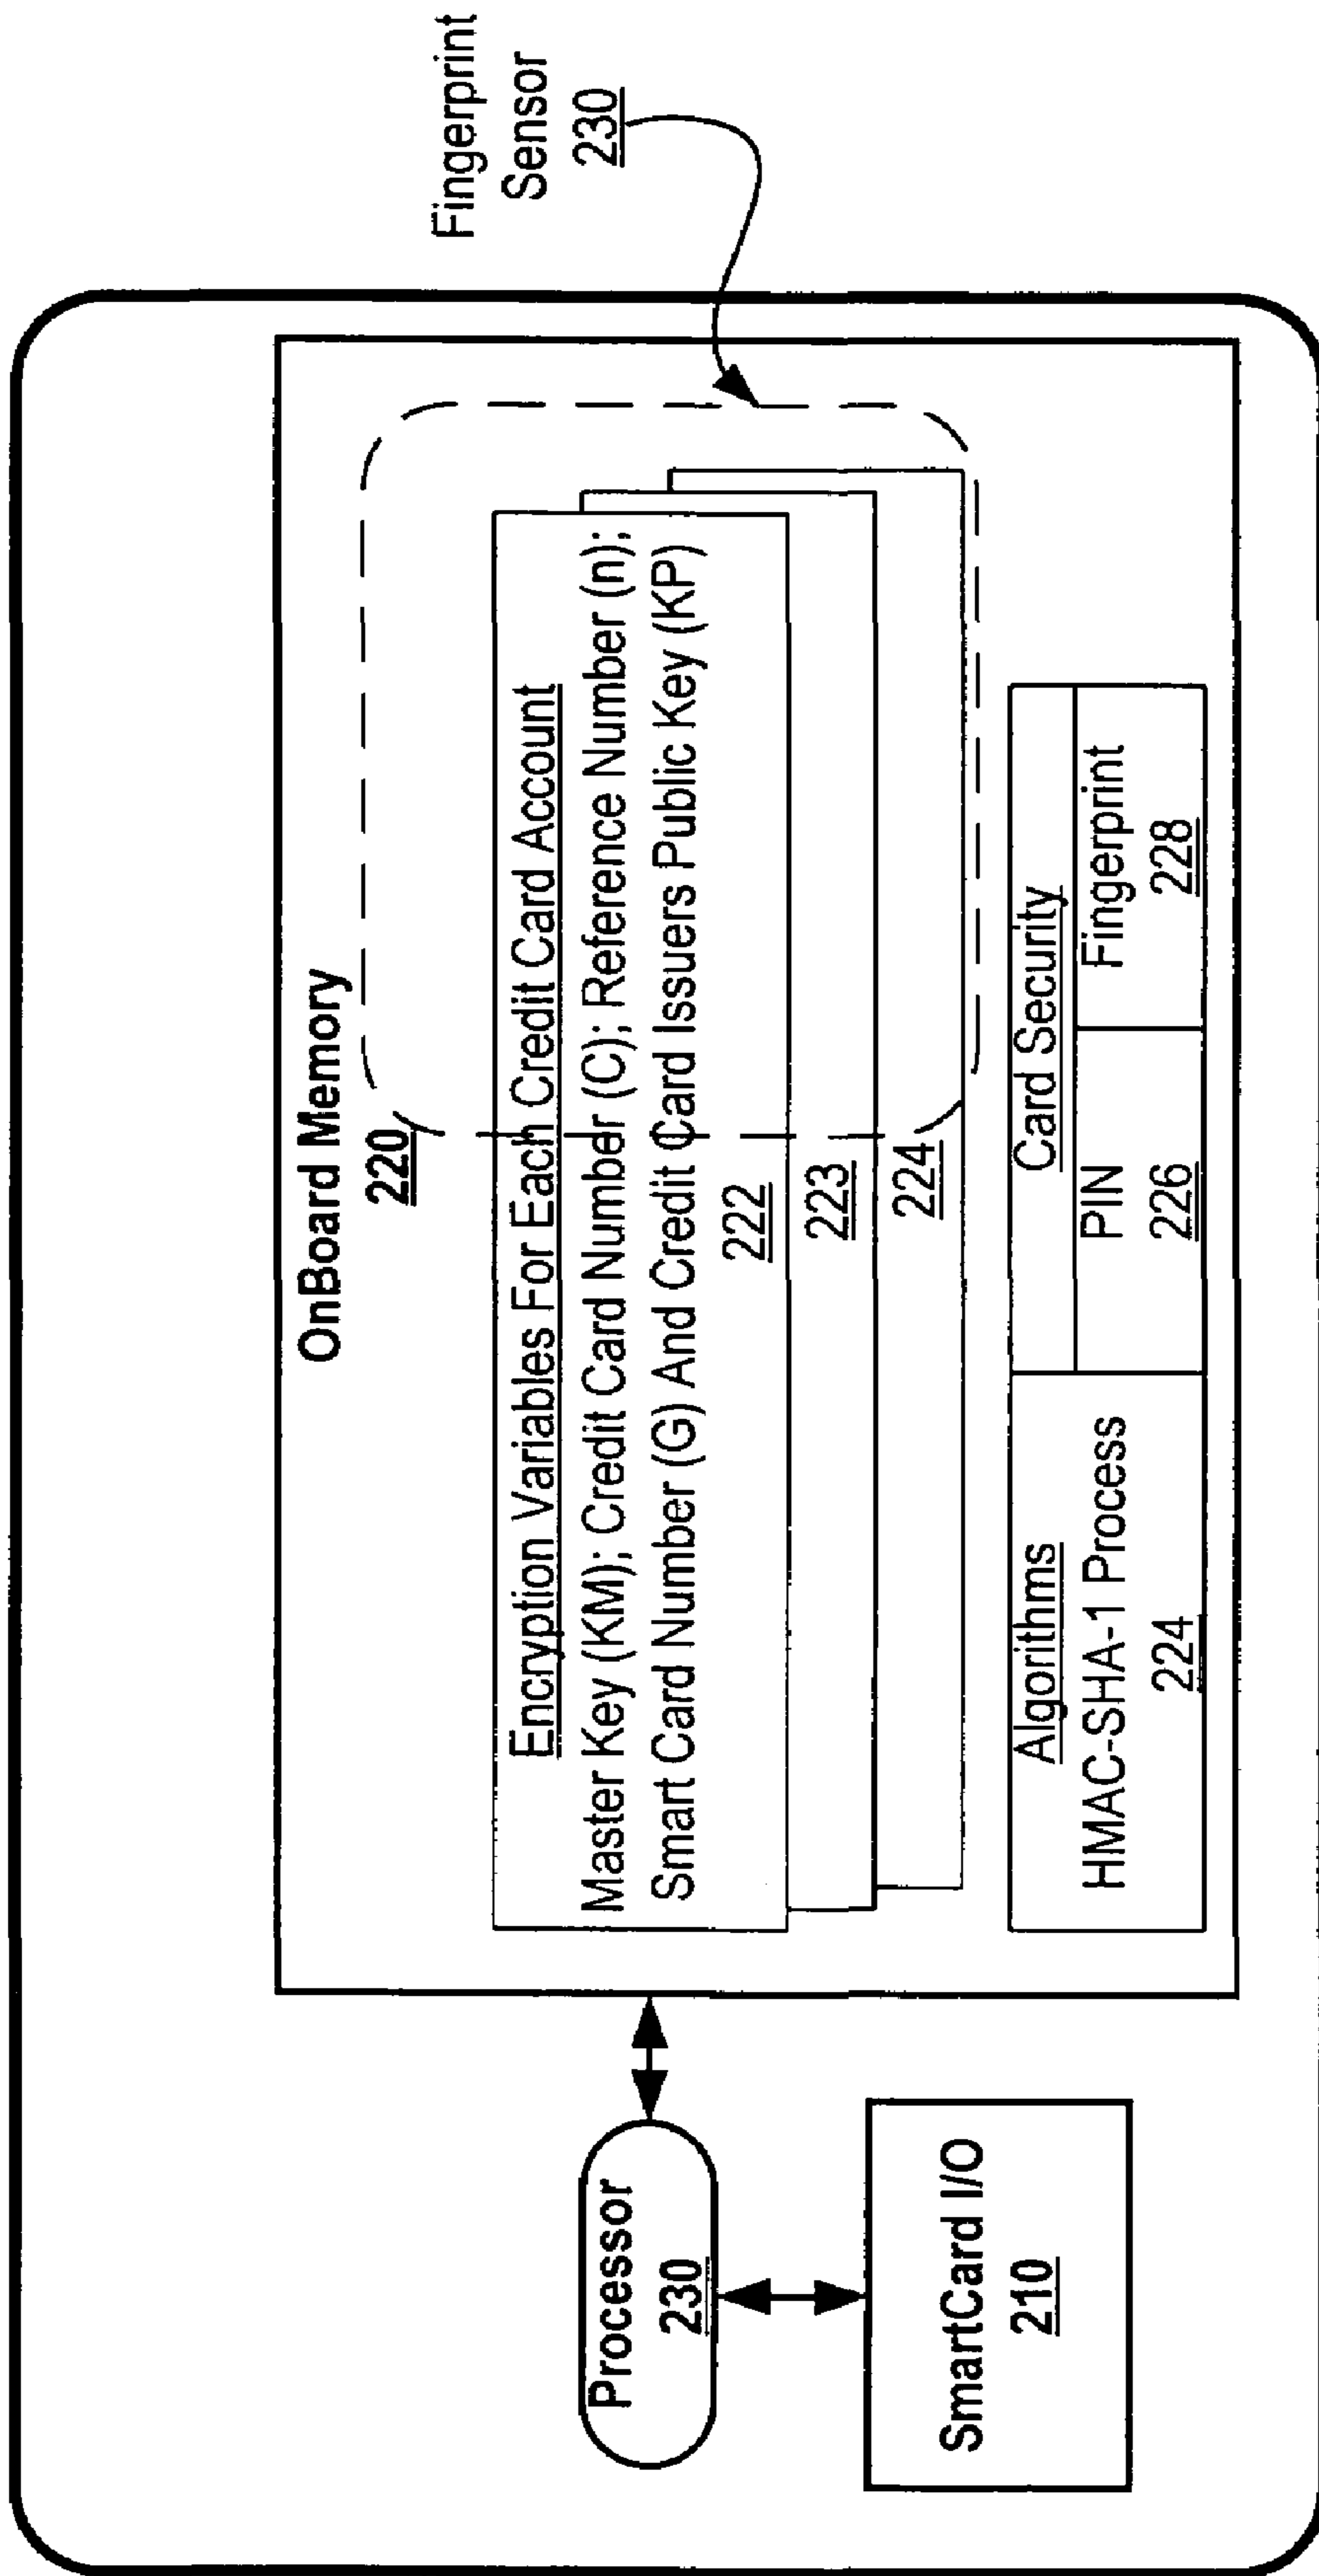 OnBoard Memory
220
Encryption Variables For Each Credit Card Account
Master Key (KM); Credit Card Number (C); Reference Number (n);
Smart Card Number (G) And Credit Card Issuers Public Key (KP)
222
223
224
Algorithms
HMAC-SHA-1 Process
224
Card Security
PIN
226
Fingerprint
228
Processor
230
SmartCard I/O
210
Fingerprint
Sensor
230